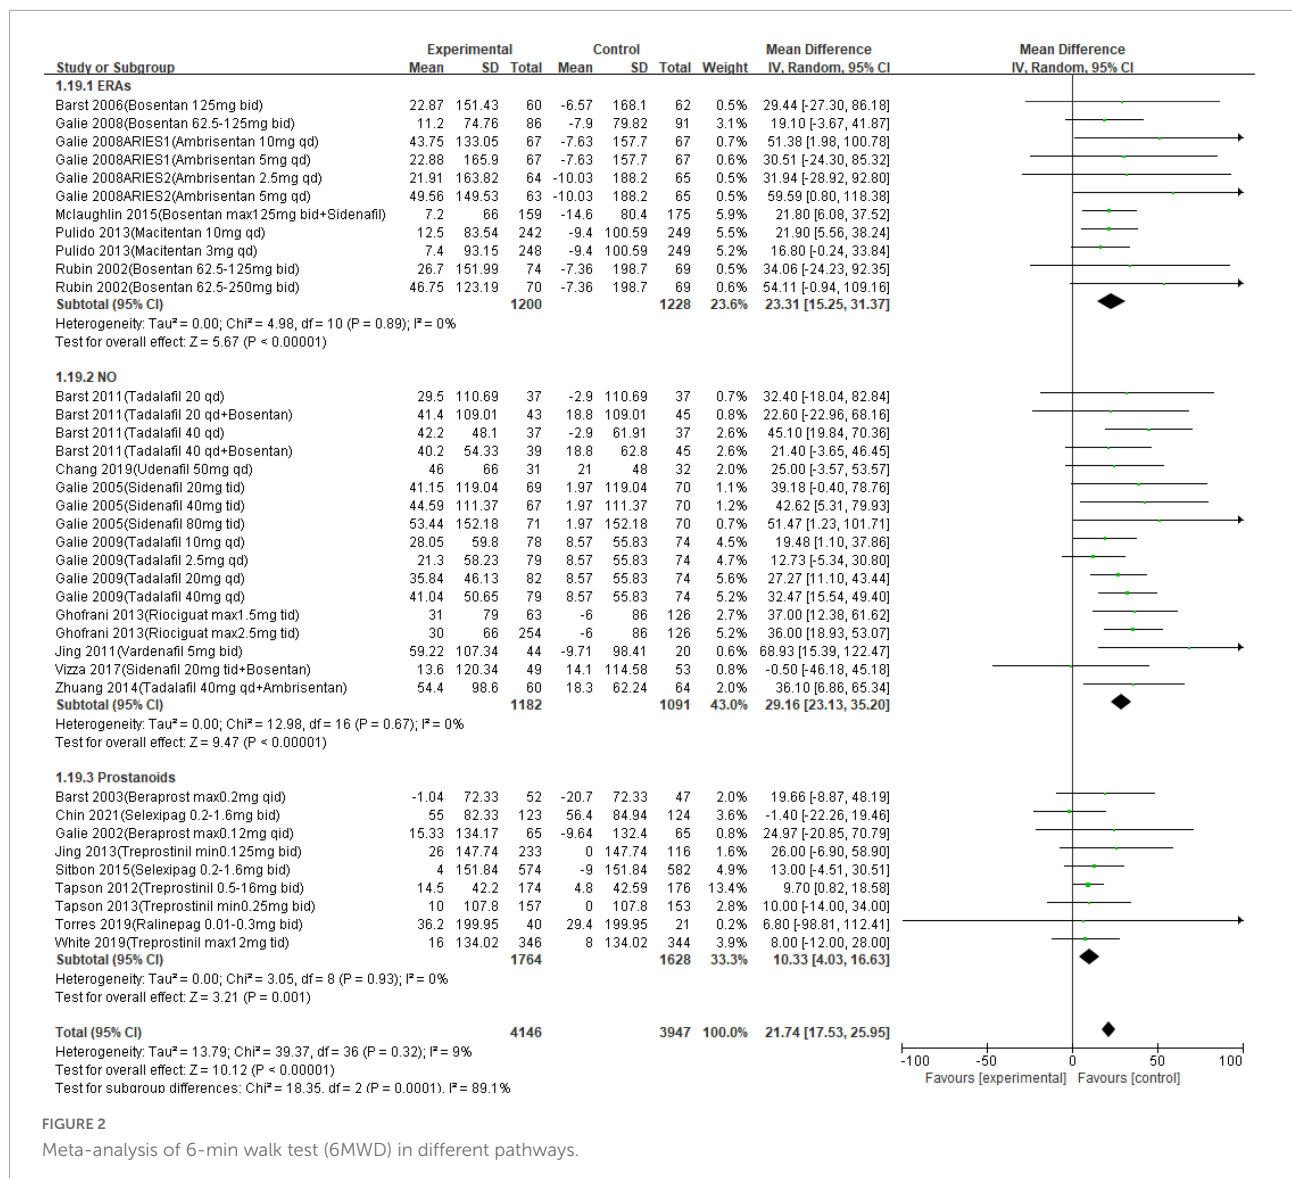 Experimental Control Mean Difference Mean Difference
Study or Subgroup Mean SD Total Mean SD Total Weight IV, Random, 95% CI IV, Random, 95% CI
1.19.1 ERAs
Barst 2006(Bosentan 125mg bid) 22.87 151.43 60 -6.57 168.1 62 0.5% 29.44 [-27.30, 86.18]
Galie 2008(Bosentan 62.5-125mg bid) 11.2 74.76 86 -7.9 79.82 91 3.1% 19.10 [-3.67, 41.87]
Galie 2008ARIES1(Ambrisentan 10mg qd) 43.75 133.05 67 -7.63 157.7 67 0.7% 51.38 [1.98, 100.78]
Galie 2008ARIES1(Ambrisentan 5mg qd) 22.88 165.9 67 -7.63 157.7 67 0.6% 30.51 [-24.30, 85.32]
Galie 2008ARIES2(Ambrisentan 2.5mg qd) 21.91 163.82 64 -10.03 188.2 65 0.5% 31.94 [-28.92, 92.80]
Galie 2008ARIES2(Ambrisentan 5mg qd) 49.56 149.53 63 -10.03 188.2 65 0.5% 59.59 [0.80, 118.38]
Mclaughlin 2015(Bosentan max125mg bid+Sidenafil) 7.2 66 159 -14.6 80.4 175 5.9% 21.80 [6.08, 37.52]
Pulido 2013(Macitentan 10mg qd) 12.5 83.54 242 -9.4 100.59 249 5.5% 21.90 [5.56, 38.24]
Pulido 2013(Macitentan 3mg qd) 7.4 93.15 248 -9.4 100.59 249 5.2% 16.80 [-0.24, 33.84]
Rubin 2002(Bosentan 62.5-125mg bid) 26.7 151.99 74 -7.36 198.7 69 0.5% 34.06 [-24.23, 92.35]
Rubin 2002(Bosentan 62.5-250mg bid) 46.75 123.19 70 -7.36 198.7 69 0.6% 54.11 [-0.94, 109.16]
Subtotal (95% CI) 1200 1228 23.6% 23.31 [15.25, 31.37]
Heterogeneity: Tau² = 0.00; Chi² = 4.98, df = 10 (P = 0.89); I² = 0%
Test for overall effect: Z = 5.67 (P < 0.00001)
1.19.2 NO
Barst 2011(Tadalafil 20 qd) 29.5 110.69 37 -2.9 110.69 37 0.7% 32.40 [-18.04, 82.84]
Barst 2011(Tadalafil 20 qd+Bosentan) 41.4 109.01 43 18.8 109.01 45 0.8% 22.60 [-22.96, 68.16]
Barst 2011(Tadalafil 40 qd) 42.2 48.1 37 -2.9 61.91 37 2.6% 45.10 [19.84, 70.36]
Barst 2011(Tadalafil 40 qd+Bosentan) 40.2 54.33 39 18.8 62.8 45 2.6% 21.40 [-3.65, 46.45]
Chang 2019(Udenafil 50mg qd) 46 66 31 21 48 32 2.0% 25.00 [-3.57, 53.57]
Galie 2005(Sidenafil 20mg tid) 41.15 119.04 69 1.97 119.04 70 1.1% 39.18 [-0.40, 78.76]
Galie 2005(Sidenafil 40mg tid) 44.59 111.37 67 1.97 111.37 70 1.2% 42.62 [5.31, 79.93]
Galie 2005(Sidenafil 80mg tid) 53.44 152.18 71 1.97 152.18 70 0.7% 51.47 [1.23, 101.71]
Galie 2009(Tadalafil 10mg qd) 28.05 59.8 78 8.57 55.83 74 4.5% 19.48 [1.10, 37.86]
Galie 2009(Tadalafil 2.5mg qd) 21.3 58.23 79 8.57 55.83 74 4.7% 12.73 [-5.34, 30.80]
Galie 2009(Tadalafil 20mg qd) 35.84 46.13 82 8.57 55.83 74 5.6% 27.27 [11.10, 43.44]
Galie 2009(Tadalafil 40mg qd) 41.04 50.65 79 8.57 55.83 74 5.2% 32.47 [15.54, 49.40]
Ghofrani 2013(Riociguat max1.5mg tid) 31 79 63 -6 86 126 2.7% 37.00 [12.38, 61.62]
Ghofrani 2013(Riociguat max2.5mg tid) 30 66 254 -6 86 126 5.2% 36.00 [18.93, 53.07]
Jing 2011(Vardenafil 5mg bid) 59.22 107.34 44 -9.71 98.41 20 0.6% 68.93 [15.39, 122.47]
Vizza 2017(Sidenafil 20mg tid+Bosentan) 13.6 120.34 49 14.1 114.58 53 0.8% -0.50 [-46.18, 45.18]
Zhuang 2014(Tadalafil 40mg qd+Ambrisentan) 54.4 98.6 60 18.3 62.24 64 2.0% 36.10 [6.86, 65.34]
Subtotal (95% CI) 1182 1091 43.0% 29.16 [23.13, 35.20]
Heterogeneity: Tau² = 0.00; Chi² = 12.98, df = 16 (P = 0.67); I² = 0%
Test for overall effect: Z = 9.47 (P < 0.00001)
1.19.3 Prostanoids
Barst 2003(Beraprost max0.2mg qid) -1.04 72.33 52 -20.7 72.33 47 2.0% 19.66 [-8.87, 48.19]
Chin 2021(Selexipag 0.2-1.6mg bid) 55 82.33 123 56.4 84.94 124 3.6% -1.40 [-22.26, 19.46]
Galie 2002(Beraprost max0.12mg qid) 15.33 134.17 65 -9.64 132.4 65 0.8% 24.97 [-20.85, 70.79]
Jing 2013(Treprostinil min0.125mg bid) 26 147.74 233 0 147.74 116 1.6% 26.00 [-6.90, 58.90]
Sitbon 2015(Selexipag 0.2-1.6mg bid) 4 151.84 574 -9 151.84 582 4.9% 13.00 [-4.51, 30.51]
Tapson 2012(Treprostinil 0.5-16mg bid) 14.5 42.2 174 4.8 42.59 176 13.4% 9.70 [0.82, 18.58]
Tapson 2013(Treprostinil min0.25mg bid) 10 107.8 157 0 107.8 153 2.8% 10.00 [-14.00, 34.00]
Torres 2019(Ralinepag 0.01-0.3mg bid) 36.2 199.95 40 29.4 199.95 21 0.2% 6.80 [-98.81, 112.41]
White 2019(Treprostinil max12mg tid) 16 134.02 346 8 134.02 344 3.9% 8.00 [-12.00, 28.00]
Subtotal (95% CI) 1764 1628 33.3% 10.33 [4.03, 16.63]
Heterogeneity: Tau² = 0.00; Chi² = 3.05, df = 8 (P = 0.93); I² = 0%
Test for overall effect: Z = 3.21 (P = 0.001)
Total (95% CI) 4146 3947 100.0% 21.74 [17.53, 25.95]
Heterogeneity: Tau² = 13.79; Chi² = 39.37, df = 36 (P = 0.32); I² = 9%
Test for overall effect: Z = 10.12 (P < 0.00001)
Test for subgroup differences: Chi² = 18.35, df = 2 (P = 0.0001), I² = 89.1%
-100 -50 0 50 100
Favours [experimental] Favours [control]
FIGURE 2
Meta-analysis of 6-min walk test (6MWD) in different pathways.